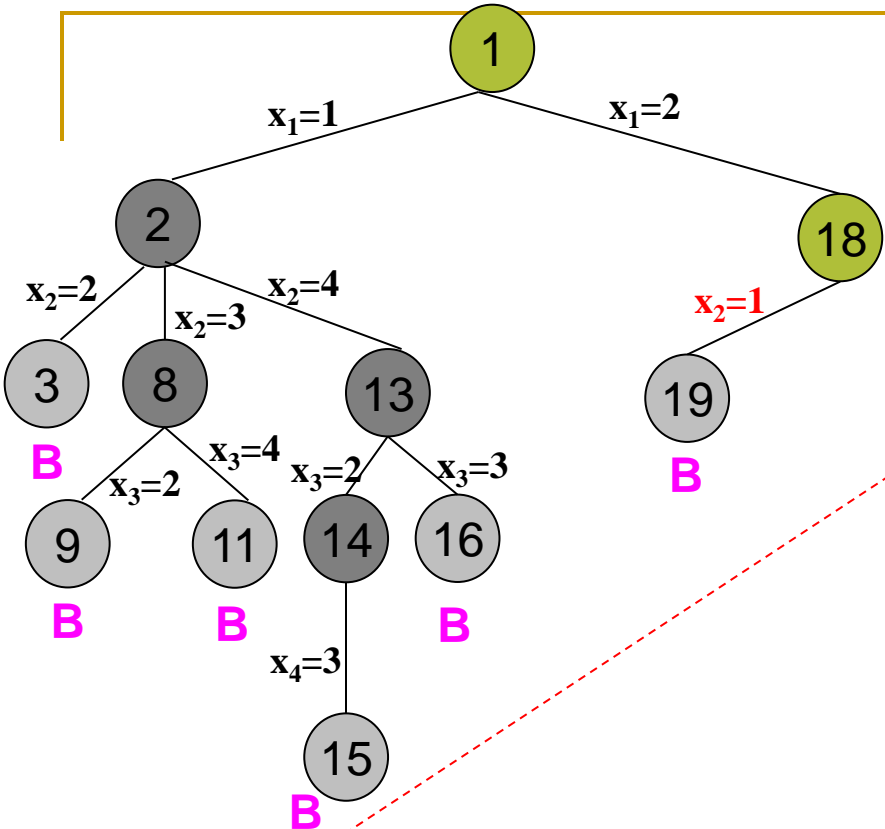 1
x₁=1
x₁=2
2
18
x₂=2
x₂=3
x₂=4
x₂=1
3
8
13
19
B
B
x₃=2
x₃=4
x₃=2
x₃=3
9
11
14
16
B
B
B
x₄=3
15
B